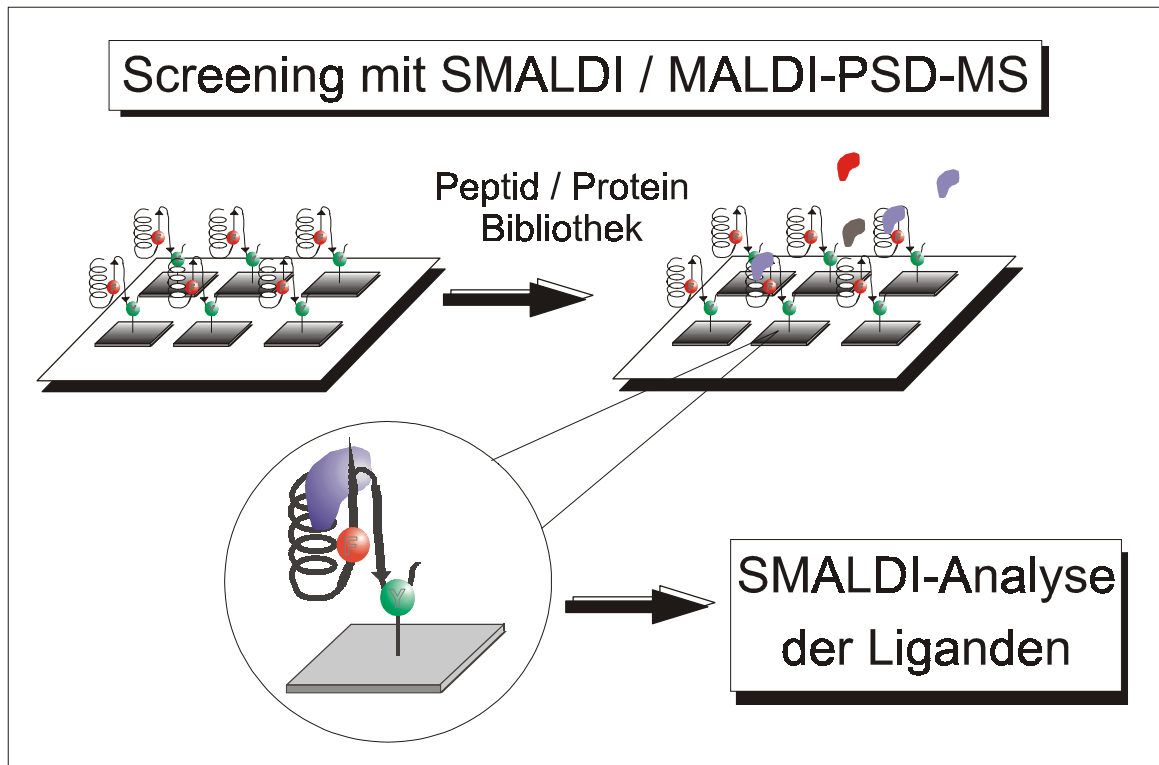 Screening mit SMALDI / MALDI-PSD-MS
Peptid / Protein
Bibliothek
F
Y
SMALDI-Analyse
der Liganden